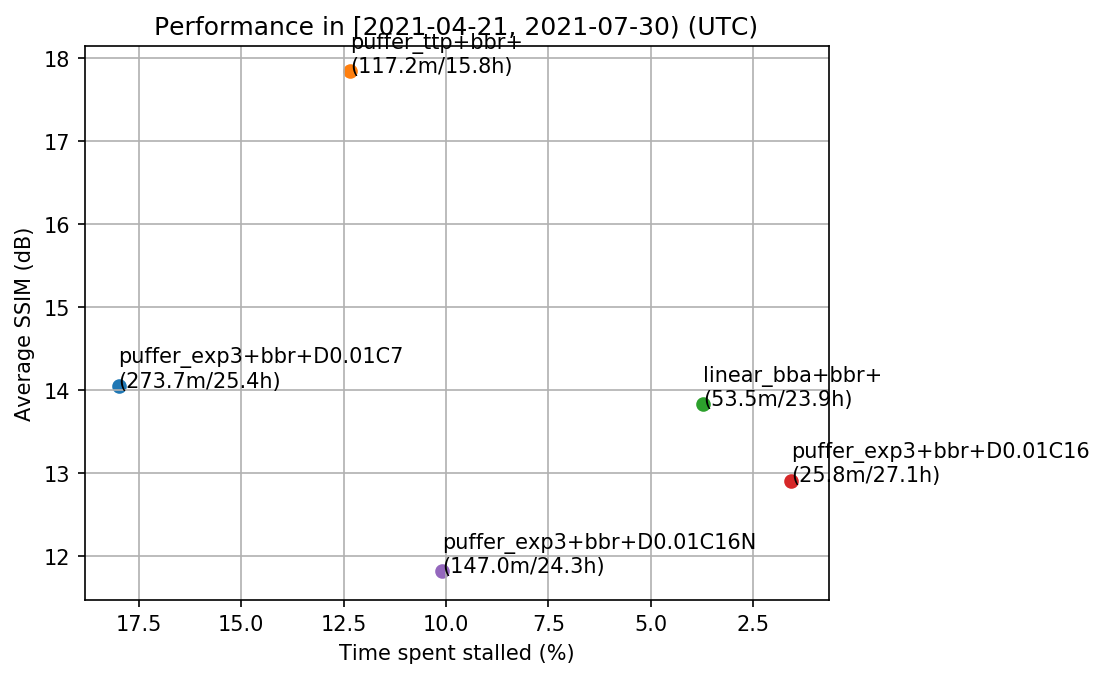 Performance in [2021-04-21, 2021-07-30) (UTC)
puffer_ttp+bbr+
(117.2m/15.8h)
puffer_exp3+bbr+D0.01C7
(273.7m/25.4h)
linear_bba+bbr+
(53.5m/23.9h)
puffer_exp3+bbr+D0.01C16
(25.8m/27.1h)
puffer_exp3+bbr+D0.01C16N
(147.0m/24.3h)
18
17
16
15
14
13
12
Average SSIM (dB)
17.5 15.0 12.5 10.0 7.5 5.0 2.5
Time spent stalled (%)